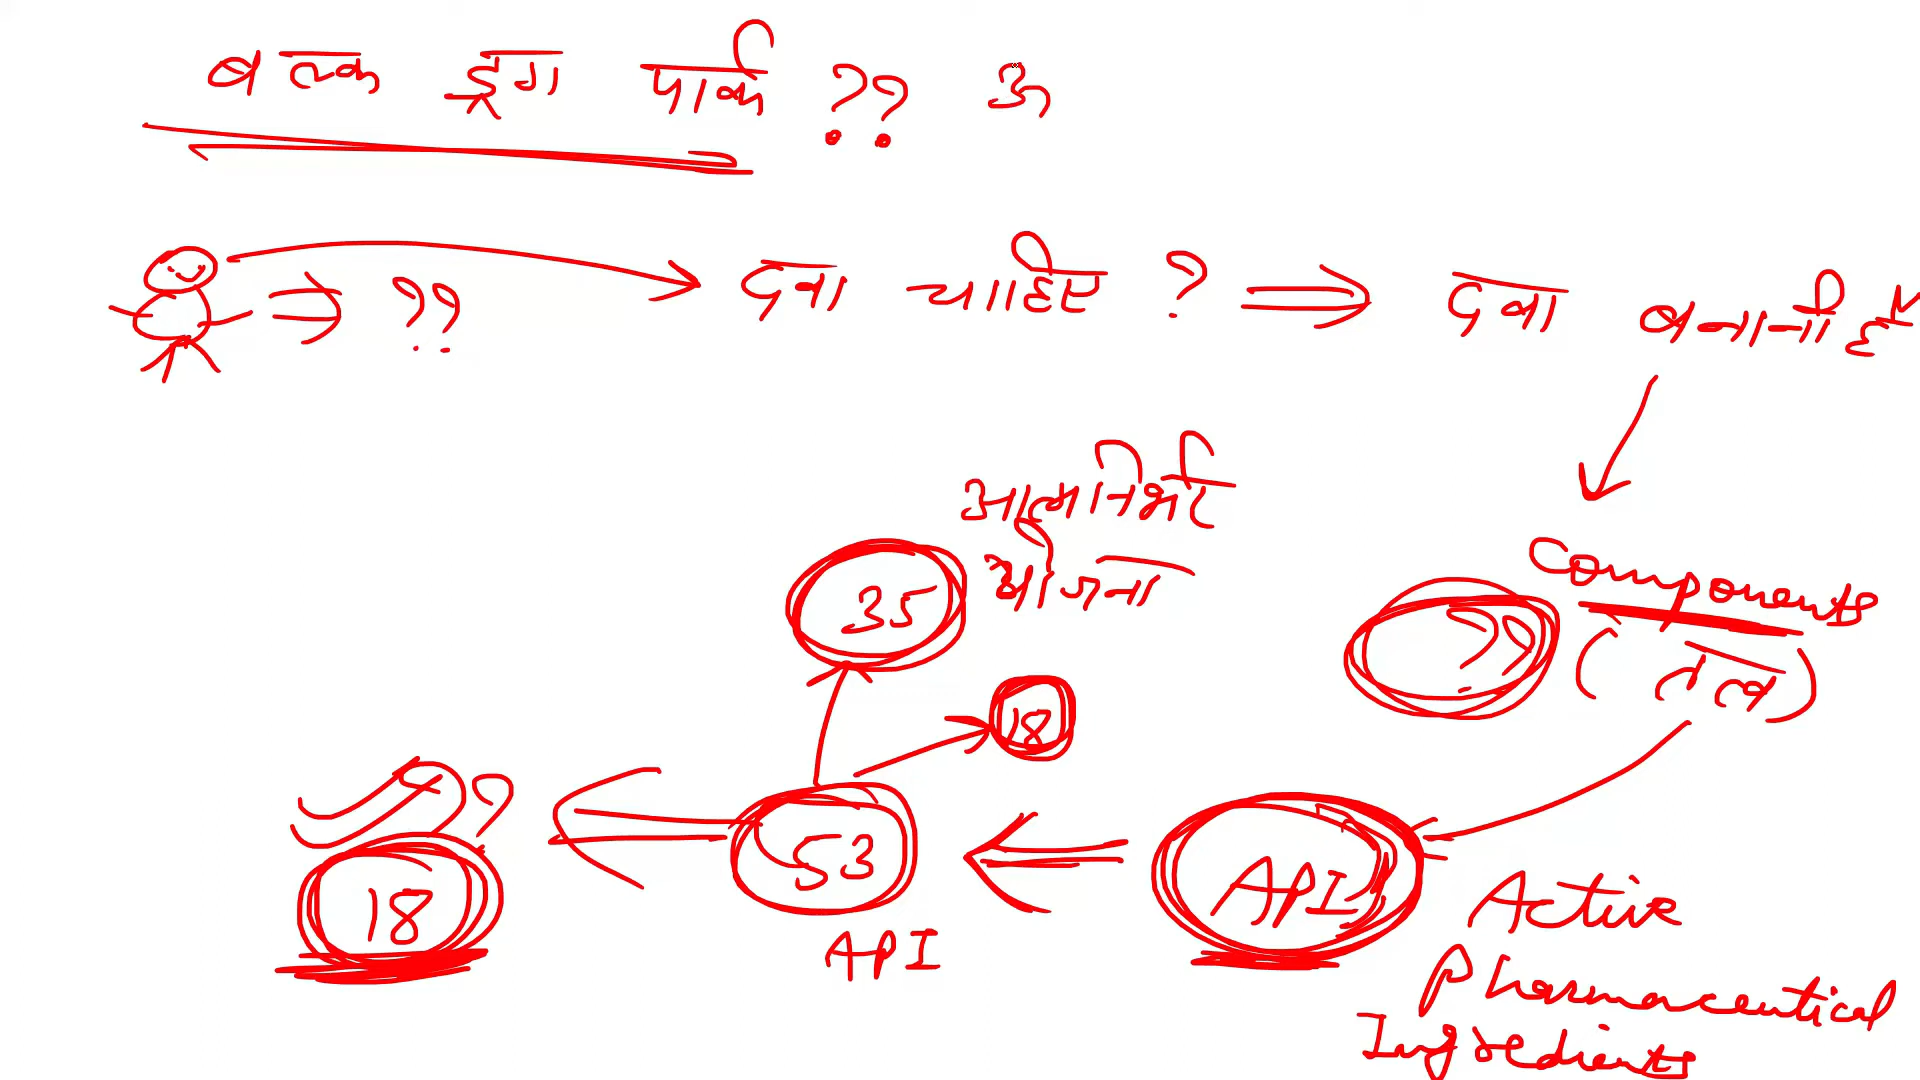 बल्क ड्रग पार्क ?? उ
?? दवा चाहिए ? दवा बनानी है
आत्मनिर्भर
योजना
Components
35 ?? (तत्व)
18
?
53 API
18 API Active
Pharmaceutical
Ingredients